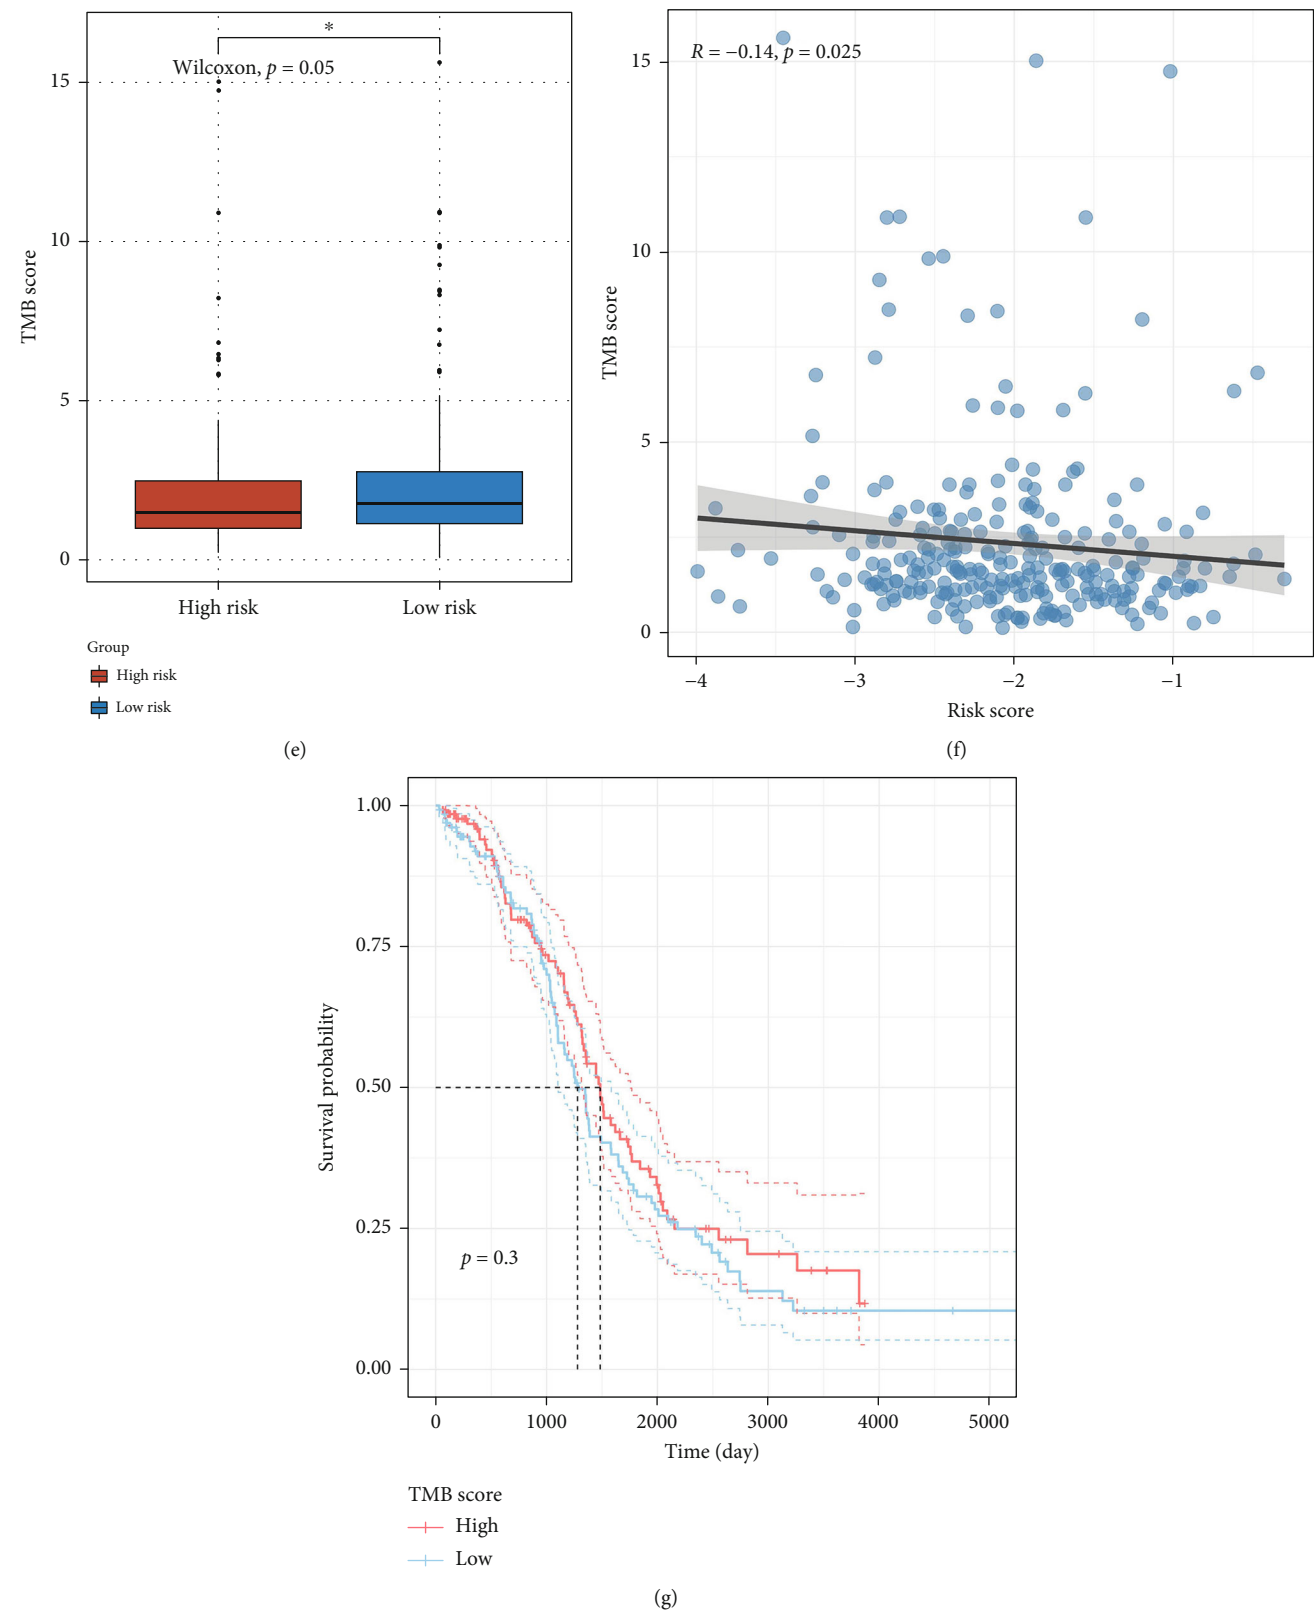 *
Wilcoxon, p = 0.05
15
10
5
0
TMB score
High risk
Low risk
Group
High risk
Low risk
(e)
R = −0.14, p = 0.025
15
10
5
0
TMB score
−4
−3
−2
−1
Risk score
(f)
1.00
0.75
0.50
0.25
0.00
Survival probability
p = 0.3
0
1000
2000
3000
4000
5000
Time (day)
TMB score
High
Low
(g)